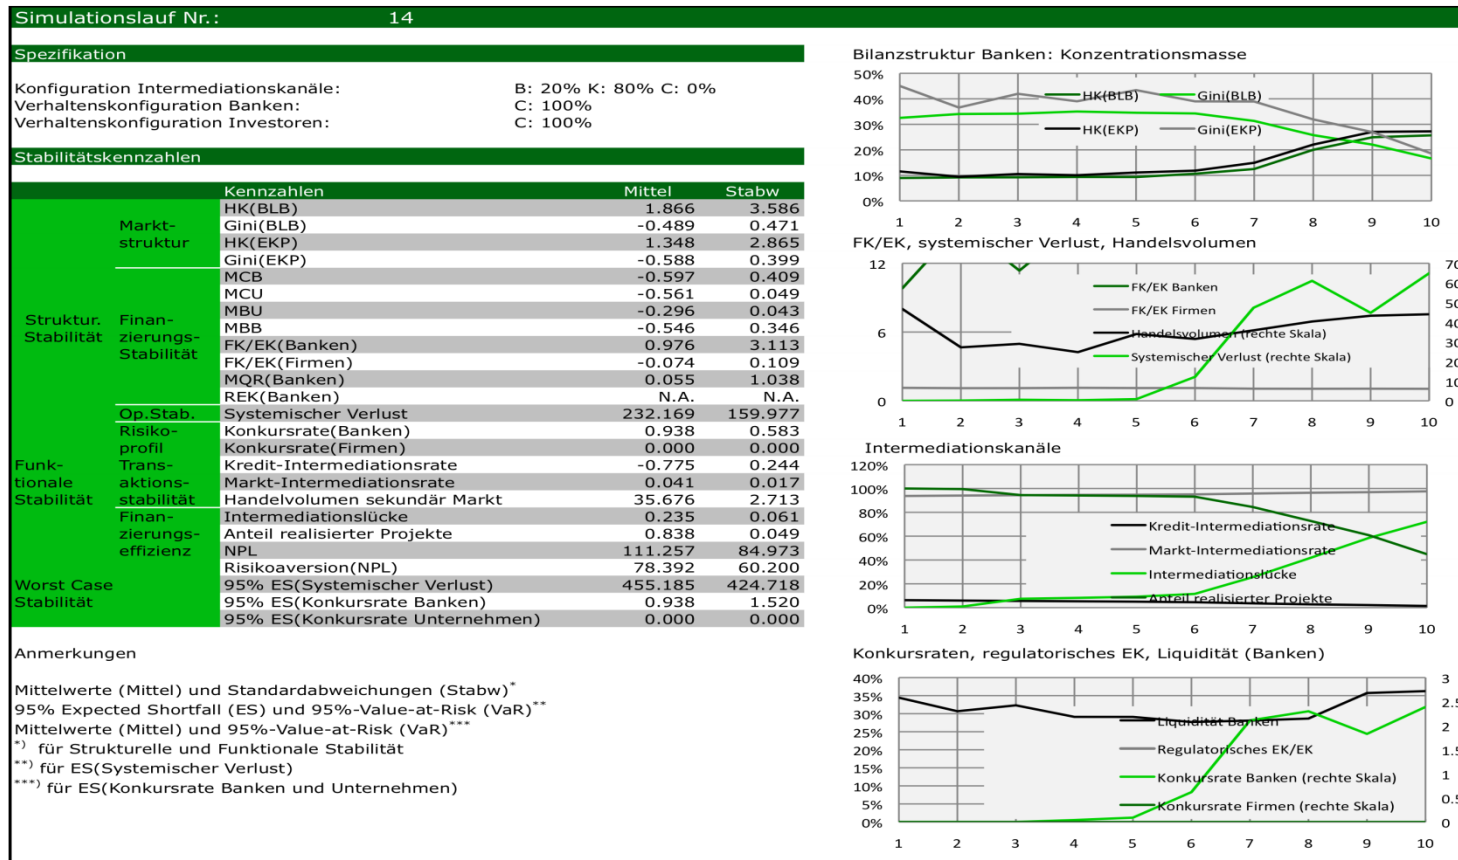 Simulationslauf Nr.: 14
Spezifikation
Konfiguration Intermediationskanäle: B: 20% K: 80% C: 0%
Verhaltenskonfiguration Banken: C: 100%
Verhaltenskonfiguration Investoren: C: 100%
Stabilitätskennzahlen
Kennzahlen Mittel Stabw
HK(BLB) 1.866 3.586
Markt- Gini(BLB) -0.489 0.471
struktur HK(EKP) 1.348 2.865
Gini(EKP) -0.588 0.399
MCB -0.597 0.409
MCU -0.561 0.049
Struktur. Finan- MBU -0.296 0.043
Stabilität zierungs- MBB -0.546 0.346
Stabilität FK/EK(Banken) 0.976 3.113
FK/EK(Firmen) -0.074 0.109
MQR(Banken) 0.055 1.038
REK(Banken) N.A. N.A.
Op.Stab. Systemischer Verlust 232.169 159.977
Risiko- Konkursrate(Banken) 0.938 0.583
profil Konkursrate(Firmen) 0.000 0.000
Funk- Trans- Kredit-Intermediationsrate -0.775 0.244
tionale aktions- Markt-Intermediationsrate 0.041 0.017
Stabilität stabilität Handelvolumen sekundär Markt 35.676 2.713
Finan- Intermediationslücke 0.235 0.061
zierungs- Anteil realisierter Projekte 0.838 0.049
effizienz NPL 111.257 84.973
Risikoaversion(NPL) 78.392 60.200
Worst Case 95% ES(Systemischer Verlust) 455.185 424.718
Stabilität 95% ES(Konkursrate Banken) 0.938 1.520
95% ES(Konkursrate Unternehmen) 0.000 0.000
Anmerkungen
Mittelwerte (Mittel) und Standardabweichungen (Stabw)*
95% Expected Shortfall (ES) und 95%-Value-at-Risk (VaR)**
Mittelwerte (Mittel) und 95%-Value-at-Risk (VaR)***
*) für Strukturelle und Funktionale Stabilität
**) für ES(Systemischer Verlust)
***) für ES(Konkursrate Banken und Unternehmen)
Bilanzstruktur Banken: Konzentrationsmasse
50%
40%
30%
20%
10%
0%
HK(BLB) Gini(BLB)
HK(EKP) Gini(EKP)
1 2 3 4 5 6 7 8 9 10
FK/EK, systemischer Verlust, Handelsvolumen
12
6
0
FK/EK Banken
FK/EK Firmen
Handelsvolumen (rechte Skala)
Systemischer Verlust (rechte Skala)
70
60
50
40
30
20
10
0
1 2 3 4 5 6 7 8 9 10
Intermediationskanäle
120%
100%
80%
60%
40%
20%
0%
Kredit-Intermediationsrate
Markt-Intermediationsrate
Intermediationslücke
Anteil realisierter Projekte
1 2 3 4 5 6 7 8 9 10
Konkursraten, regulatorisches EK, Liquidität (Banken)
40%
35%
30%
25%
20%
15%
10%
5%
0%
Liquidität Banken
Regulatorisches EK/EK
Konkursrate Banken (rechte Skala)
Konkursrate Firmen (rechte Skala)
3
2.5
2
1.5
1
0.5
0
1 2 3 4 5 6 7 8 9 10